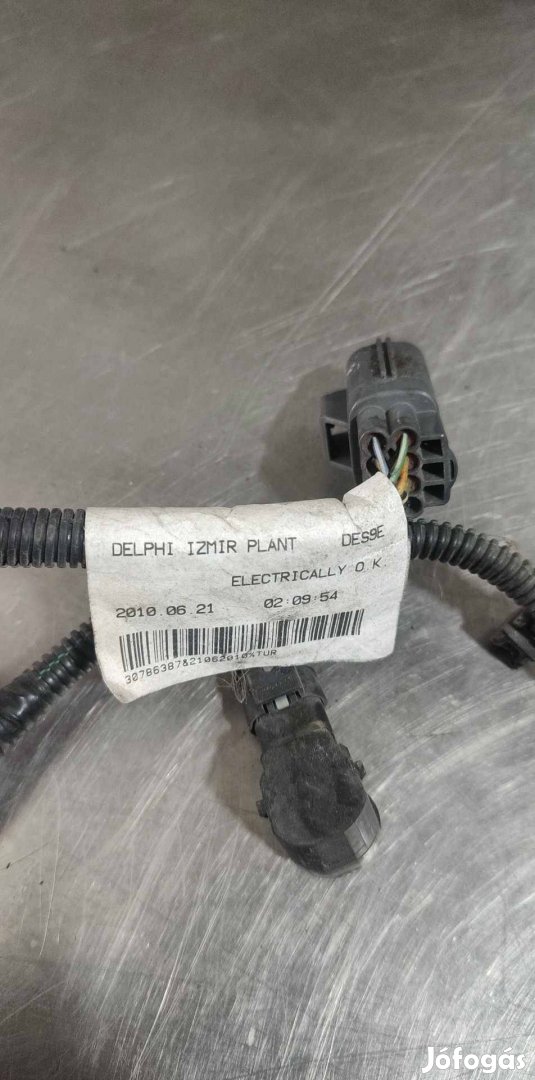 DELPHI IZMIR PLANT DES9E
ELECTRICALLY O.K.
2010.06.21 02:09:54
30786387&21062010%TUR
Jófogás